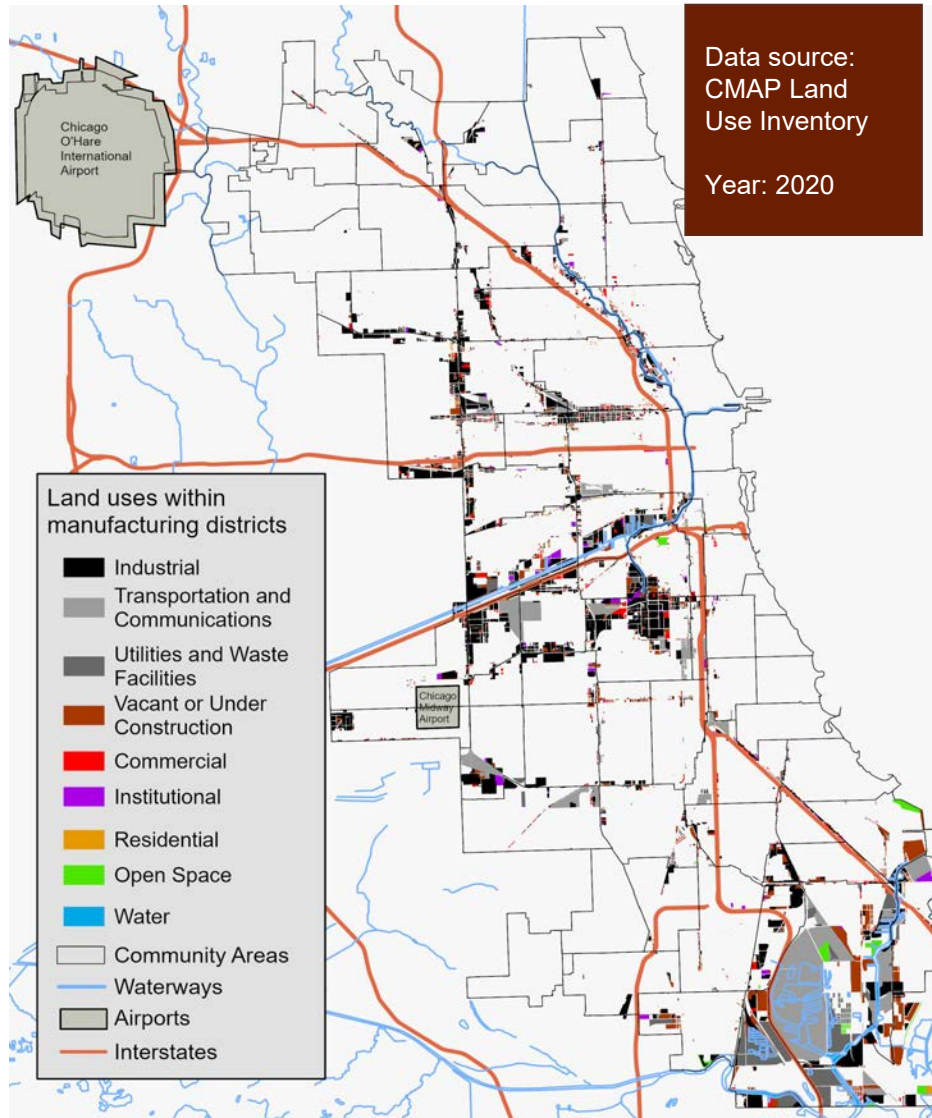 Data source:
CMAP Land
Use Inventory
Year: 2020
Chicago
O'Hare
International
Airport
Land uses within
manufacturing districts
Industrial
Transportation and
Communications
Utilities and Waste
Facilities
Vacant or Under
Construction
Commercial
Institutional
Residential
Open Space
Water
Community Areas
Waterways
Airports
Interstates
Chicago
Midway
Airport